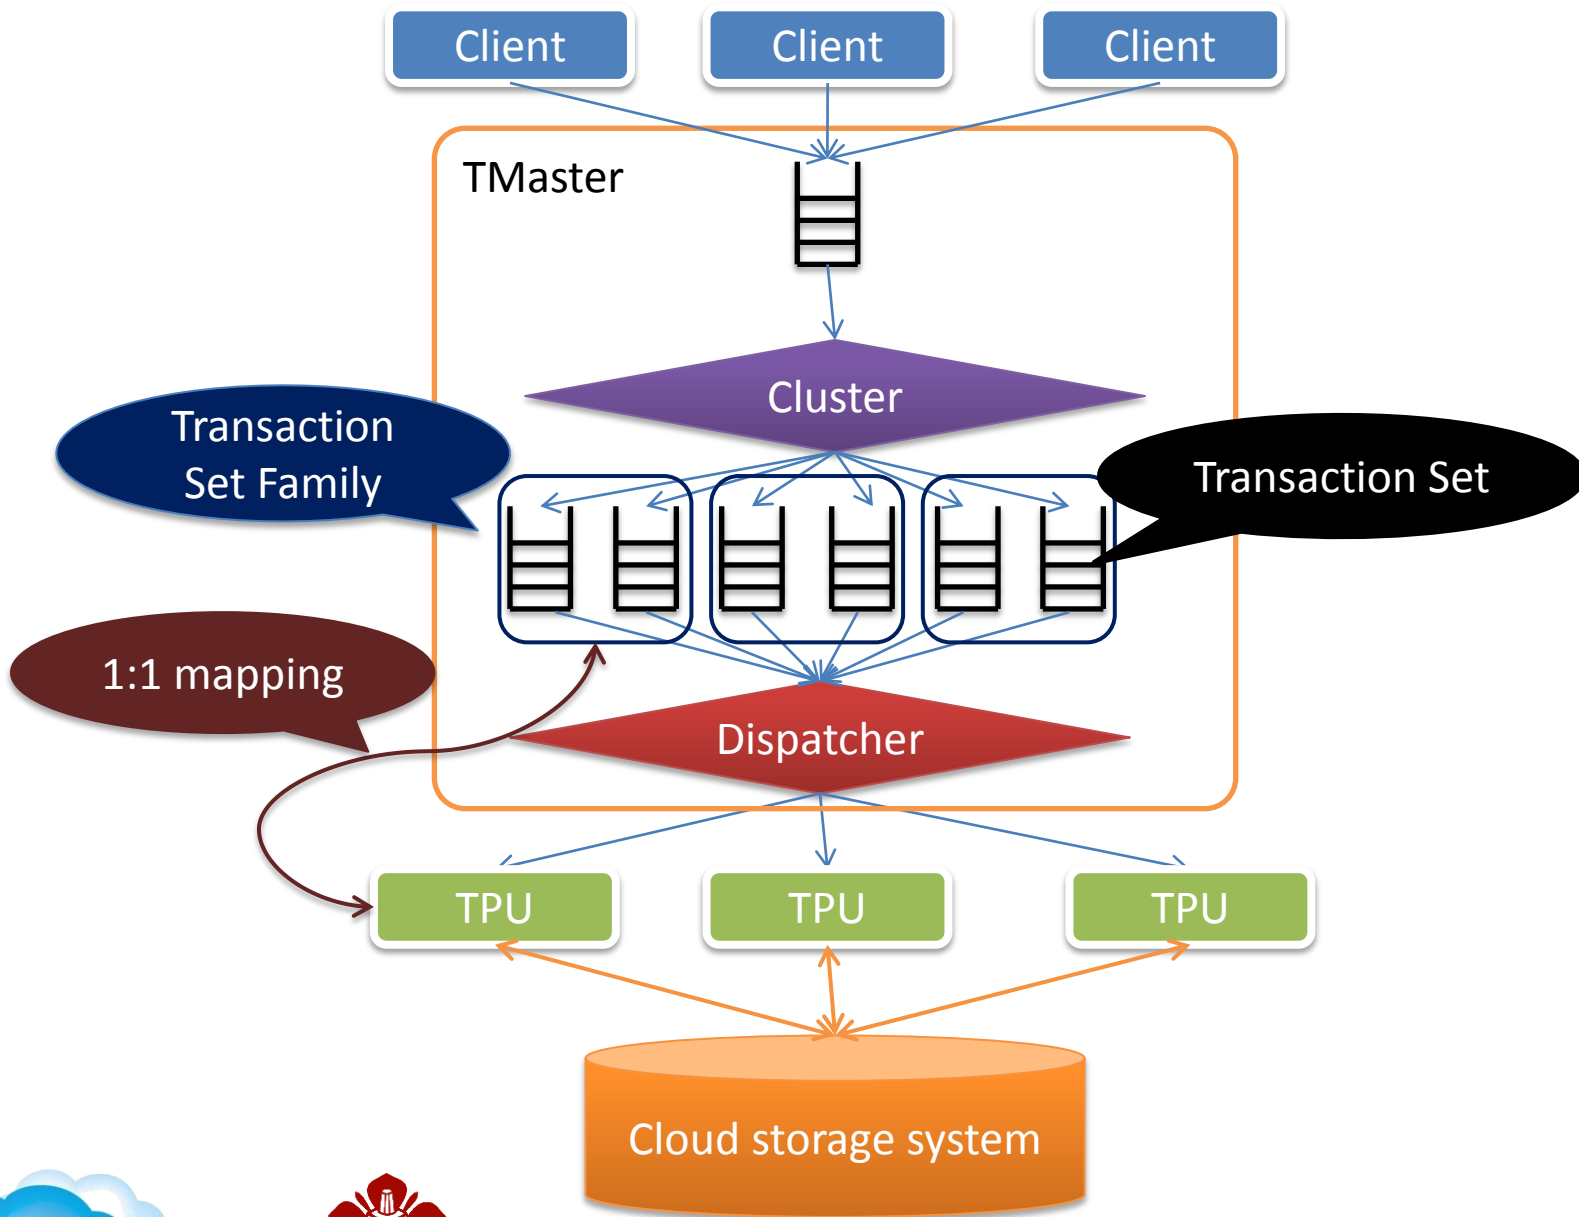 Client
Client
Client
TMaster
Cluster
Transaction
Set Family
Transaction Set
1:1 mapping
Dispatcher
TPU
TPU
TPU
Cloud storage system